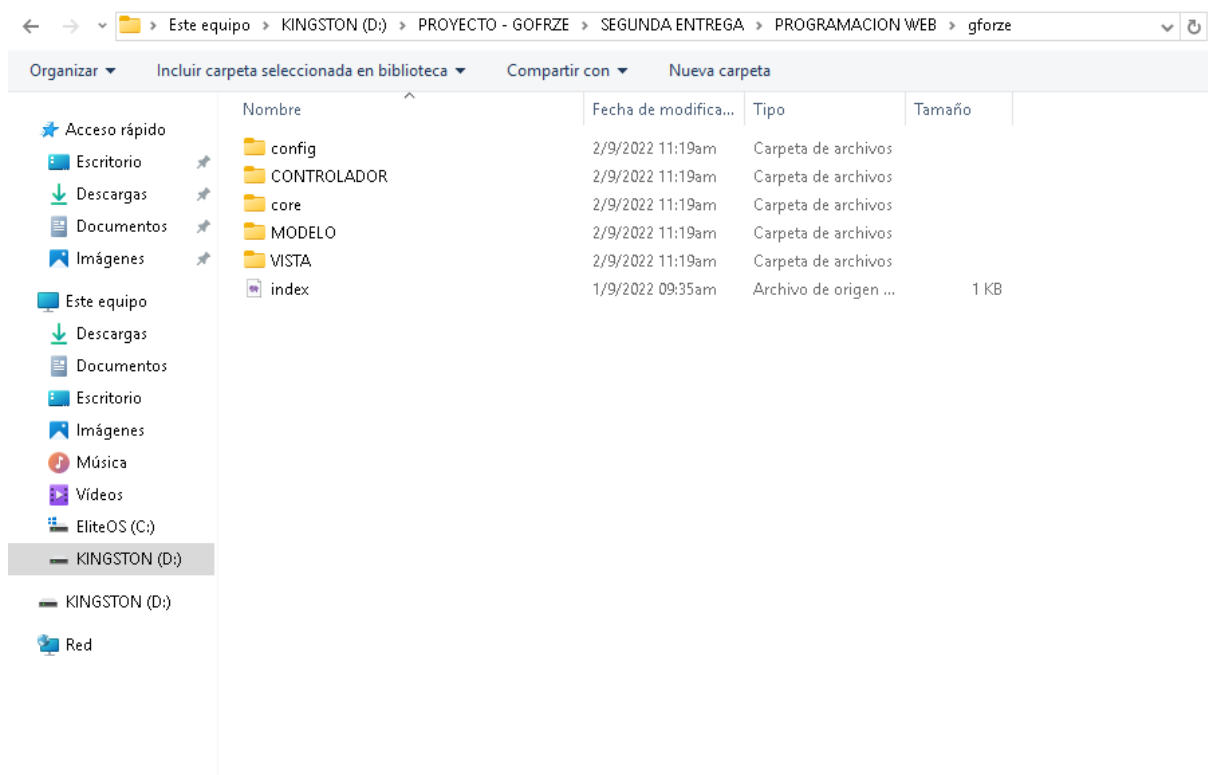 Este equipo > KINGSTON (D:) > PROYECTO - GOFRZE > SEGUNDA ENTREGA > PROGRAMACION WEB > gforze
Organizar Incluir carpeta seleccionada en biblioteca Compartir con Nueva carpeta
Nombre Fecha de modifica... Tipo Tamaño
Acceso rápido
Escritorio
Descargas
Documentos
Imágenes
Este equipo
Descargas
Documentos
Escritorio
Imágenes
Música
Vídeos
EliteOS (C:)
KINGSTON (D:)
KINGSTON (D:)
Red
config 2/9/2022 11:19am Carpeta de archivos
CONTROLADOR 2/9/2022 11:19am Carpeta de archivos
core 2/9/2022 11:19am Carpeta de archivos
MODELO 2/9/2022 11:19am Carpeta de archivos
VISTA 2/9/2022 11:19am Carpeta de archivos
index 1/9/2022 09:35am Archivo de origen ... 1 KB